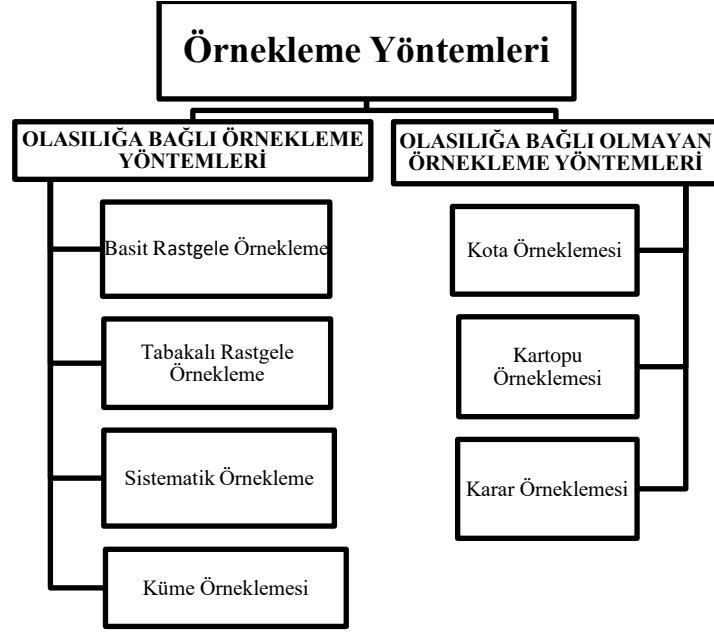 Örnekleme Yöntemleri
OLASILIĞA BAĞLI ÖRNEKLEME
YÖNTEMLERİ
Basit Rastgele Örnekleme
Tabakalı Rastgele
Örnekleme
Sistematik Örnekleme
Küme Örneklemesi
OLASILIĞA BAĞLI OLMAYAN
ÖRNEKLEME YÖNTEMLERİ
Kota Örneklemesi
Kartopu
Örneklemesi
Karar Örneklemesi